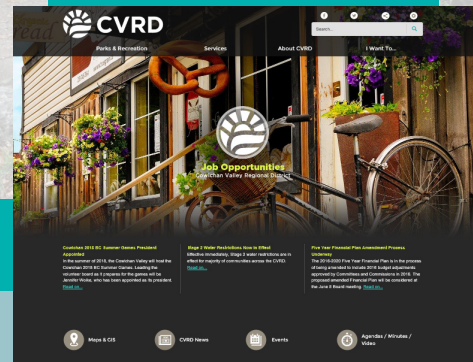 CVRD
Search...
Parks & Recreation
Services
About CVRD
I Want To...
Job Opportunities
Cowichan Valley Regional District
Cowichan 2018 BC Summer Games President
Appointed
In the summer of 2018, the Cowichan Valley will host the
Cowichan 2018 BC Summer Games. Leading the
volunteer board as it prepares for the games will be
Jennifer Woike, who has been appointed as its president.
Read on...
Stage 2 Water Restrictions Now in Effect
Effective immediately, Stage 2 water restrictions are in
effect for majority of communities across the CVRD.
Read on...
Five Year Financial Plan Amendment Process
Underway
The 2016-2020 Five Year Financial Plan is in the process
of being amended to include 2016 budget adjustments
approved by Committees and Commissions in 2016. The
proposed amended Financial Plan will be considered at
the June 8 Board meeting. Read on...
Maps & GIS
CVRD News
Events
Agendas / Minutes /
Video